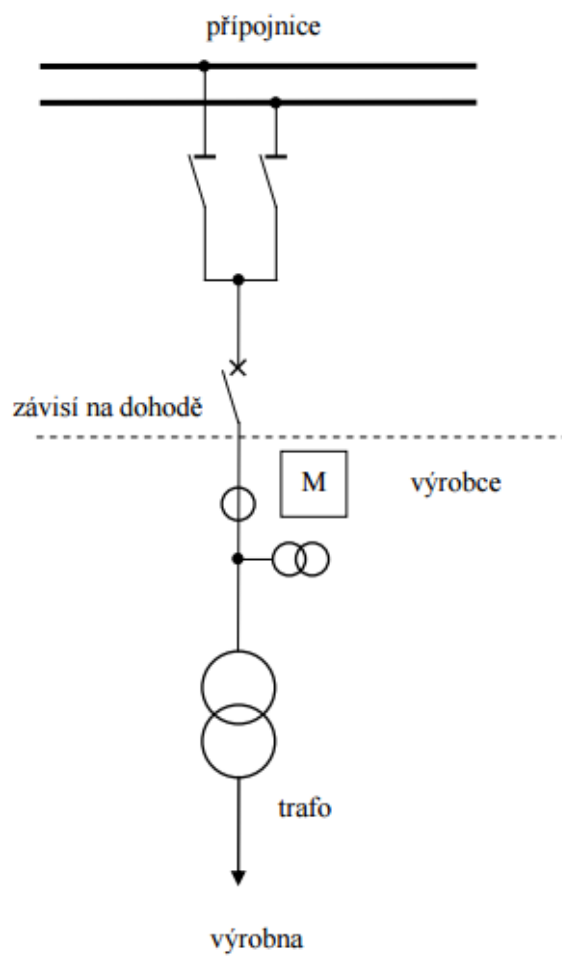 přípojnice
závisí na dohodě
M
výrobce
trafo
výrobna